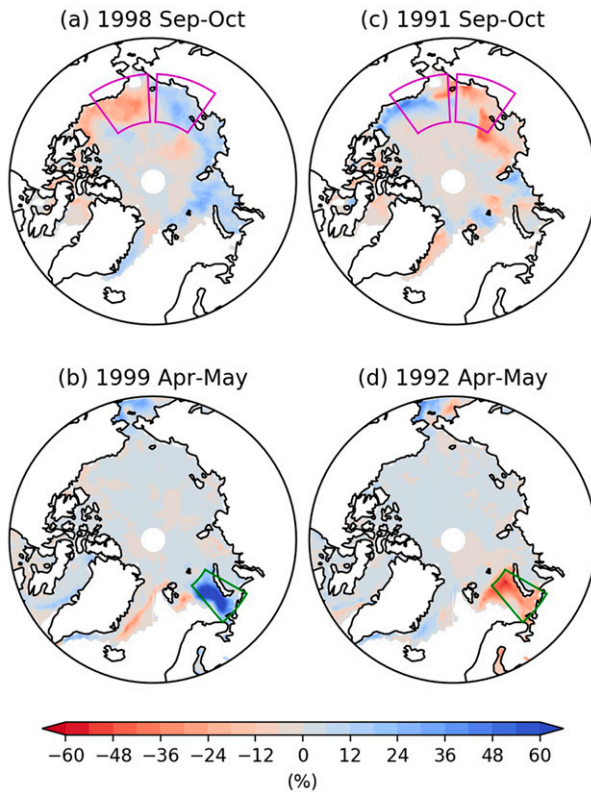 (a) 1998 Sep-Oct
(c) 1991 Sep-Oct
(b) 1999 Apr-May
(d) 1992 Apr-May
−60 −48 −36 −24 −12 0 12 24 36 48 60
(%)